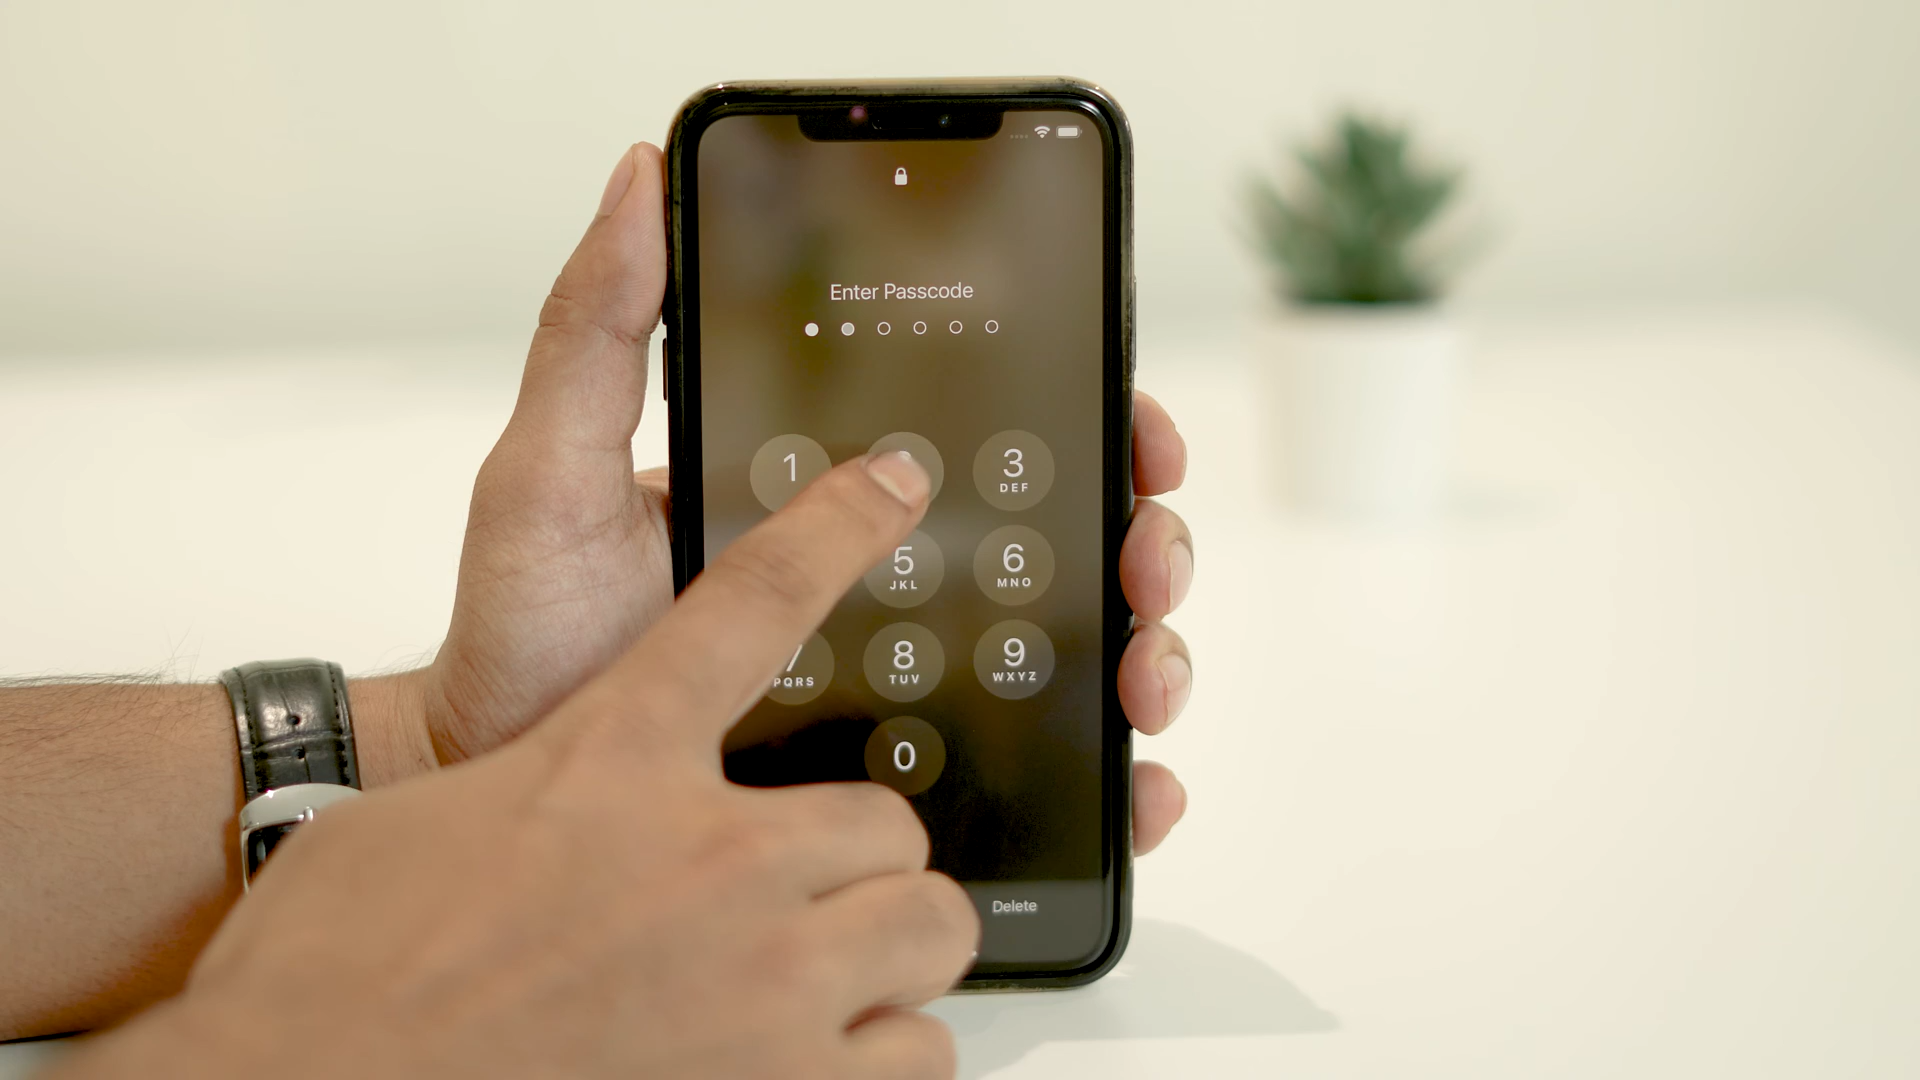 Enter Passcode
1
3
DEF
5
JKL
6
MNO
PQRS
8
TUV
9
WXYZ
0
Delete